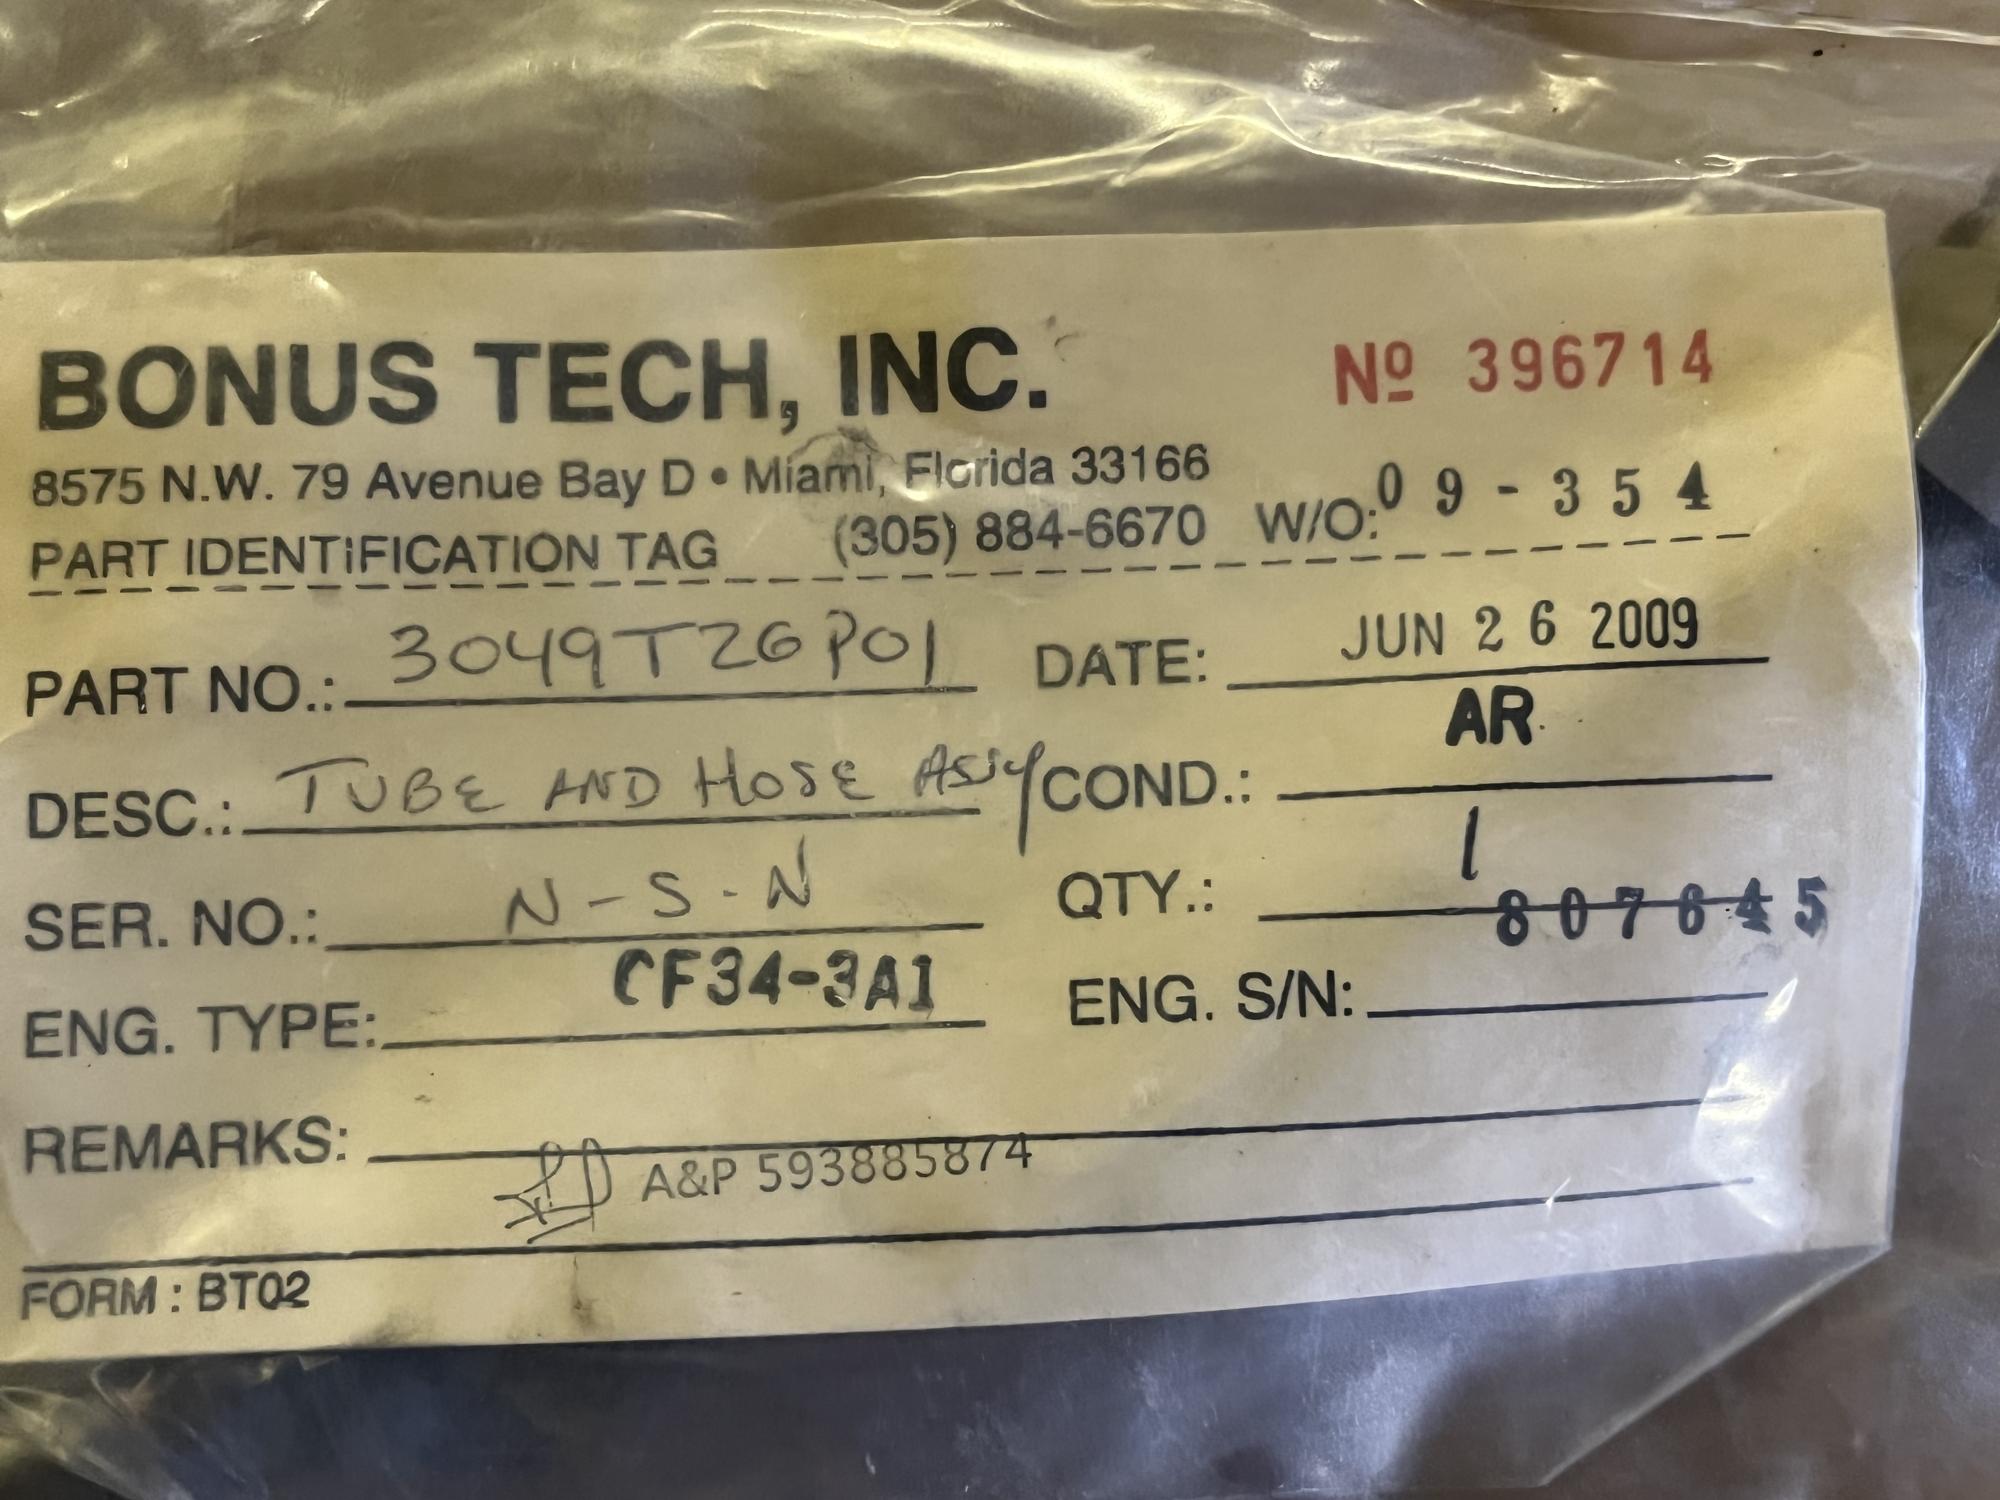 BONUS TECH, INC. Nº 396714
8575 N.W. 79 Avenue Bay D • Miami, Florida 33166
PART IDENTIFICATION TAG (305) 884-6670 W/O: 09-354
PART NO.: 3049T26P01 DATE: JUN 26 2009
DESC.: TUBE AND HOSE ASSY COND.: AR
SER. NO.: N-S-N QTY.: 1
ENG. TYPE: CF34-3A1 ENG. S/N: 807645
REMARKS:
A&P 593885874
FORM : BT02